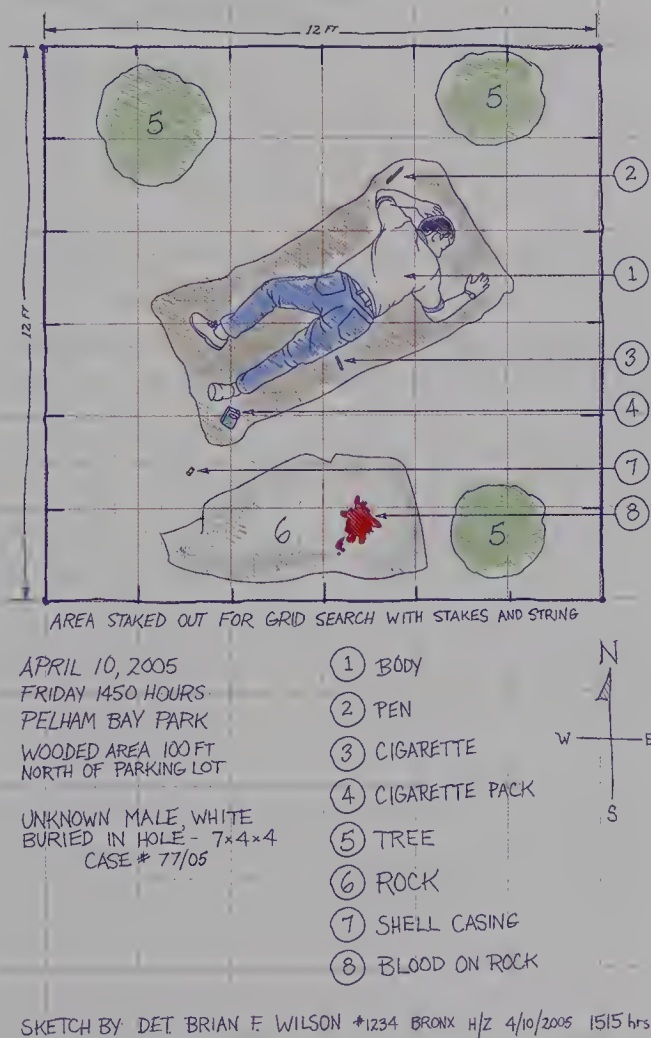 12 FT
12 FT
5
5
2
1
3
4
7
8
6
5
AREA STAKED OUT FOR GRID SEARCH WITH STAKES AND STRING
APRIL 10, 2005
FRIDAY 1450 HOURS
PELHAM BAY PARK
WOODED AREA 100 FT
NORTH OF PARKING LOT
UNKNOWN MALE, WHITE
BURIED IN HOLE - 7x4x4
CASE # 77/05
1 BODY
2 PEN
3 CIGARETTE
4 CIGARETTE PACK
5 TREE
6 ROCK
7 SHELL CASING
8 BLOOD ON ROCK
N
W E
S
SKETCH BY DET. BRIAN F. WILSON #1234 BRONX H/Z 4/10/2005 1515 hrs